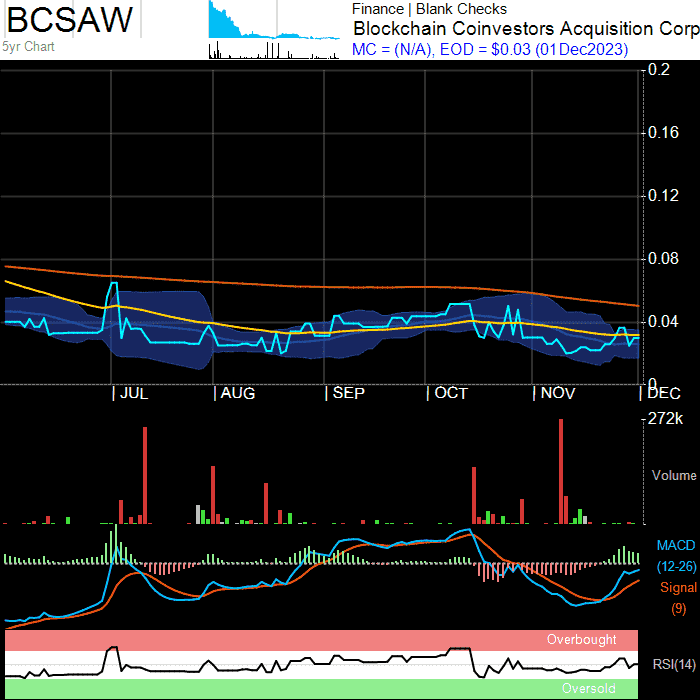 BCSAW
5yr Chart
Finance | Blank Checks
Blockchain Coinvestors Acquisition Corp
MC = (N/A), EOD = $0.03 (01Dec2023)
0.2
0.16
0.12
0.08
0.04
0
JUL AUG SEP OCT NOV DEC
272k
Volume
MACD
(12-26)
Signal
(9)
Overbought
RSI(14)
Oversold